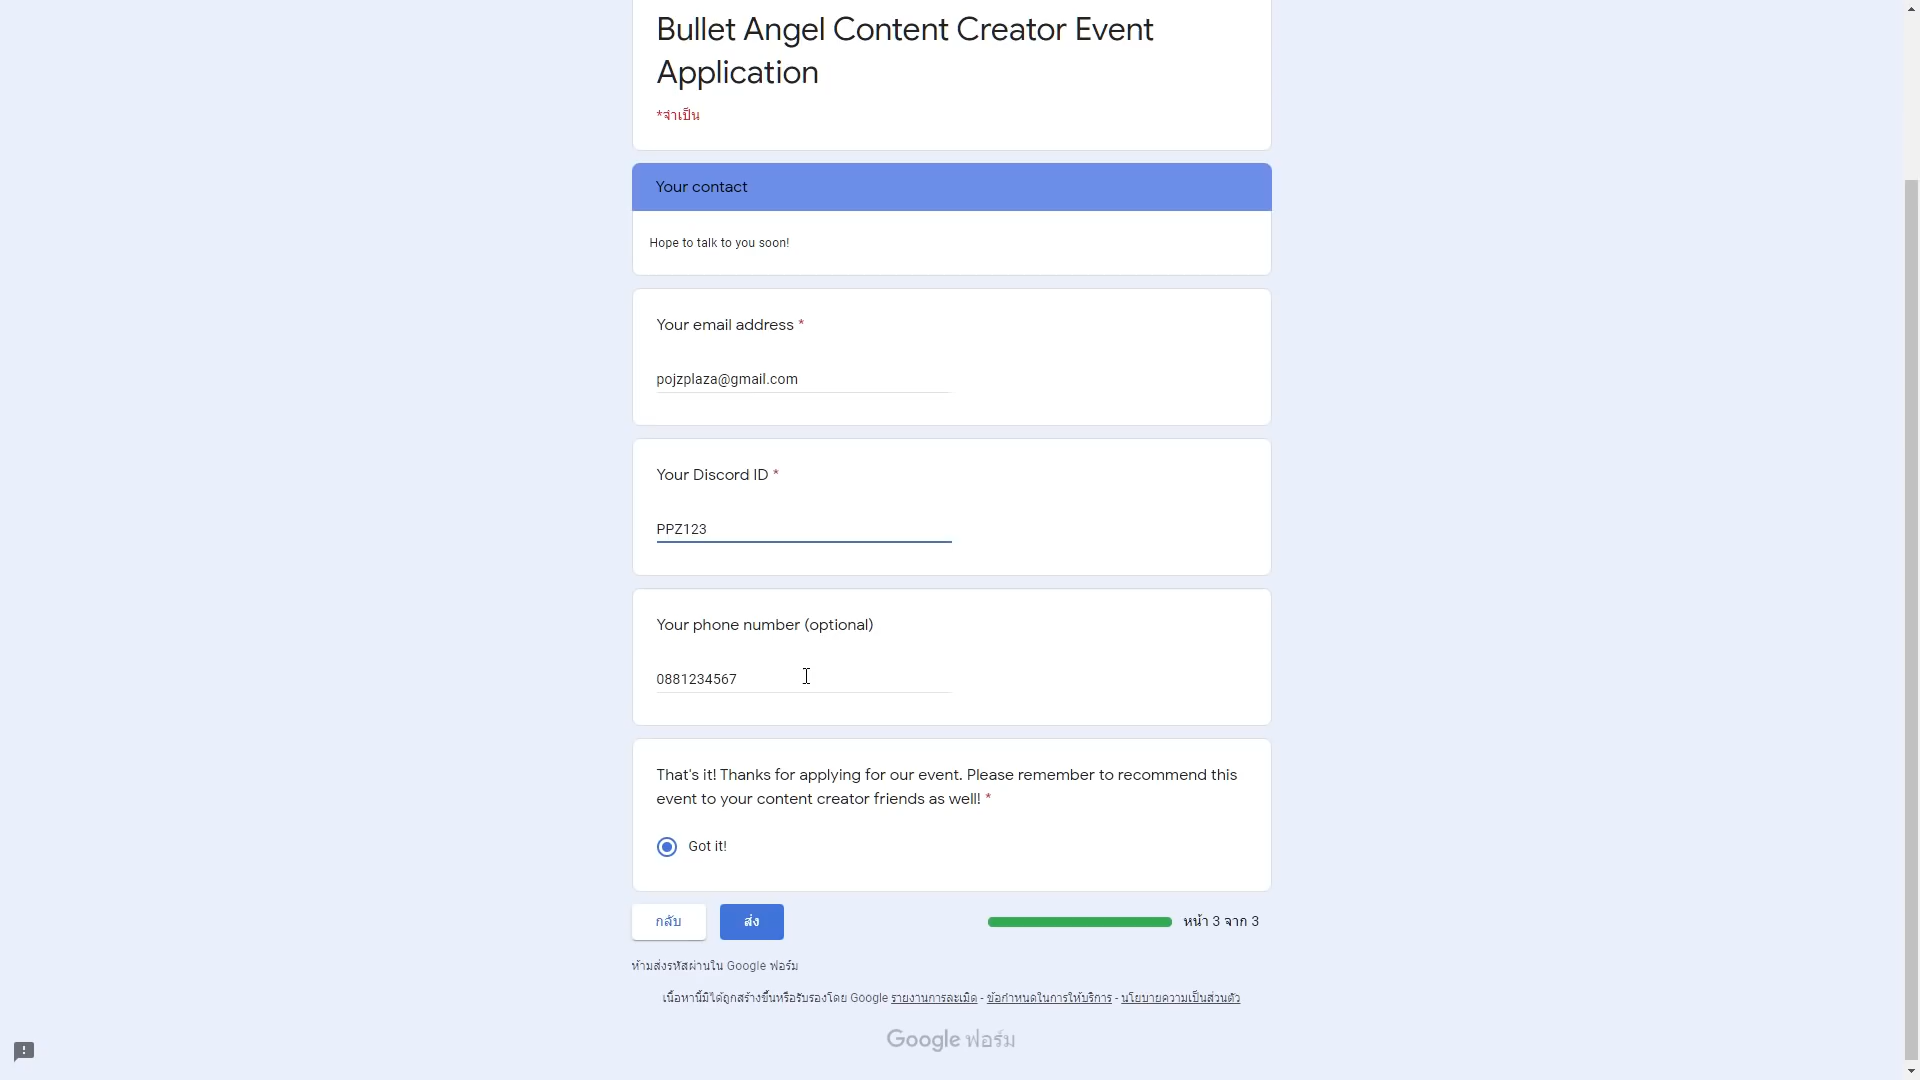 Bullet Angel Content Creator Event
Application
*จำเป็น
Your contact
Hope to talk to you soon!
Your email address *
pojzplaza@gmail.com
Your Discord ID *
PPZ123
Your phone number (optional)
0881234567
That's it! Thanks for applying for our event. Please remember to recommend this
event to your content creator friends as well! *
Got it!
กลับ ส่ง หน้า 3 จาก 3
ห้ามส่งรหัสผ่านใน Google ฟอร์ม
เนื้อหานี้มิได้ถูกสร้างขึ้นหรือรับรองโดย Google รายงานการละเมิด - ข้อกำหนดในการให้บริการ - นโยบายความเป็นส่วนตัว
Google ฟอร์ม